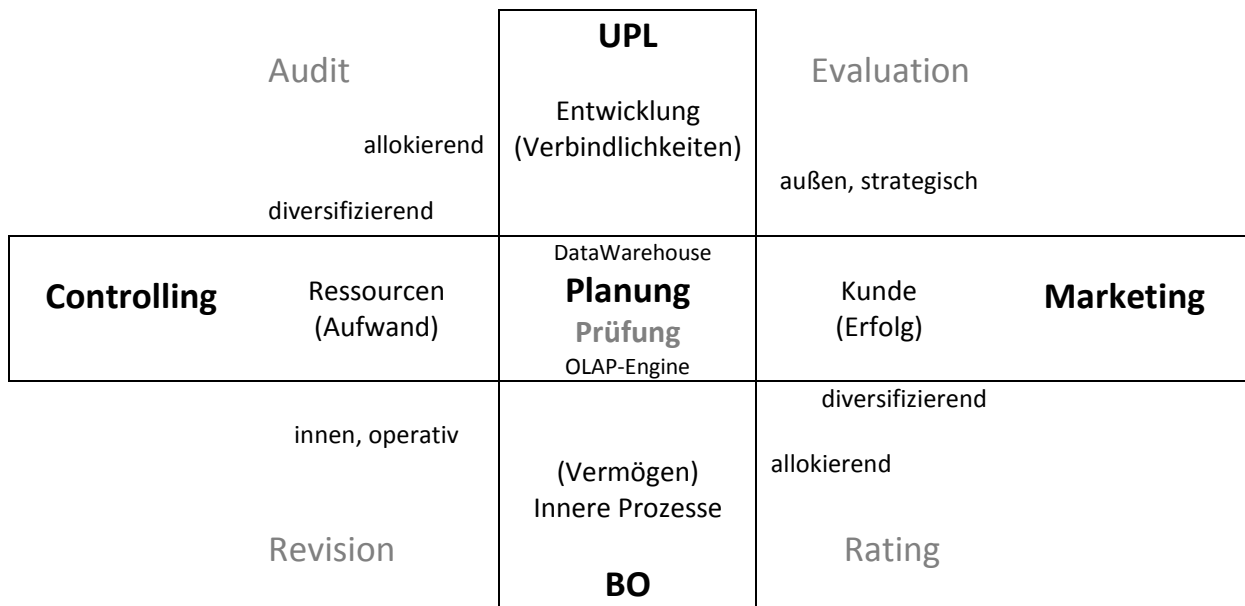 UPL
Audit
Evaluation
Entwicklung
(Verbindlichkeiten)
allokierend
außen, strategisch
diversifizierend
DataWarehouse
Controlling
Ressourcen
(Aufwand)
Planung
Prüfung
OLAP-Engine
Kunde
(Erfolg)
Marketing
diversifizierend
innen, operativ
allokierend
(Vermögen)
Innere Prozesse
Revision
Rating
BO